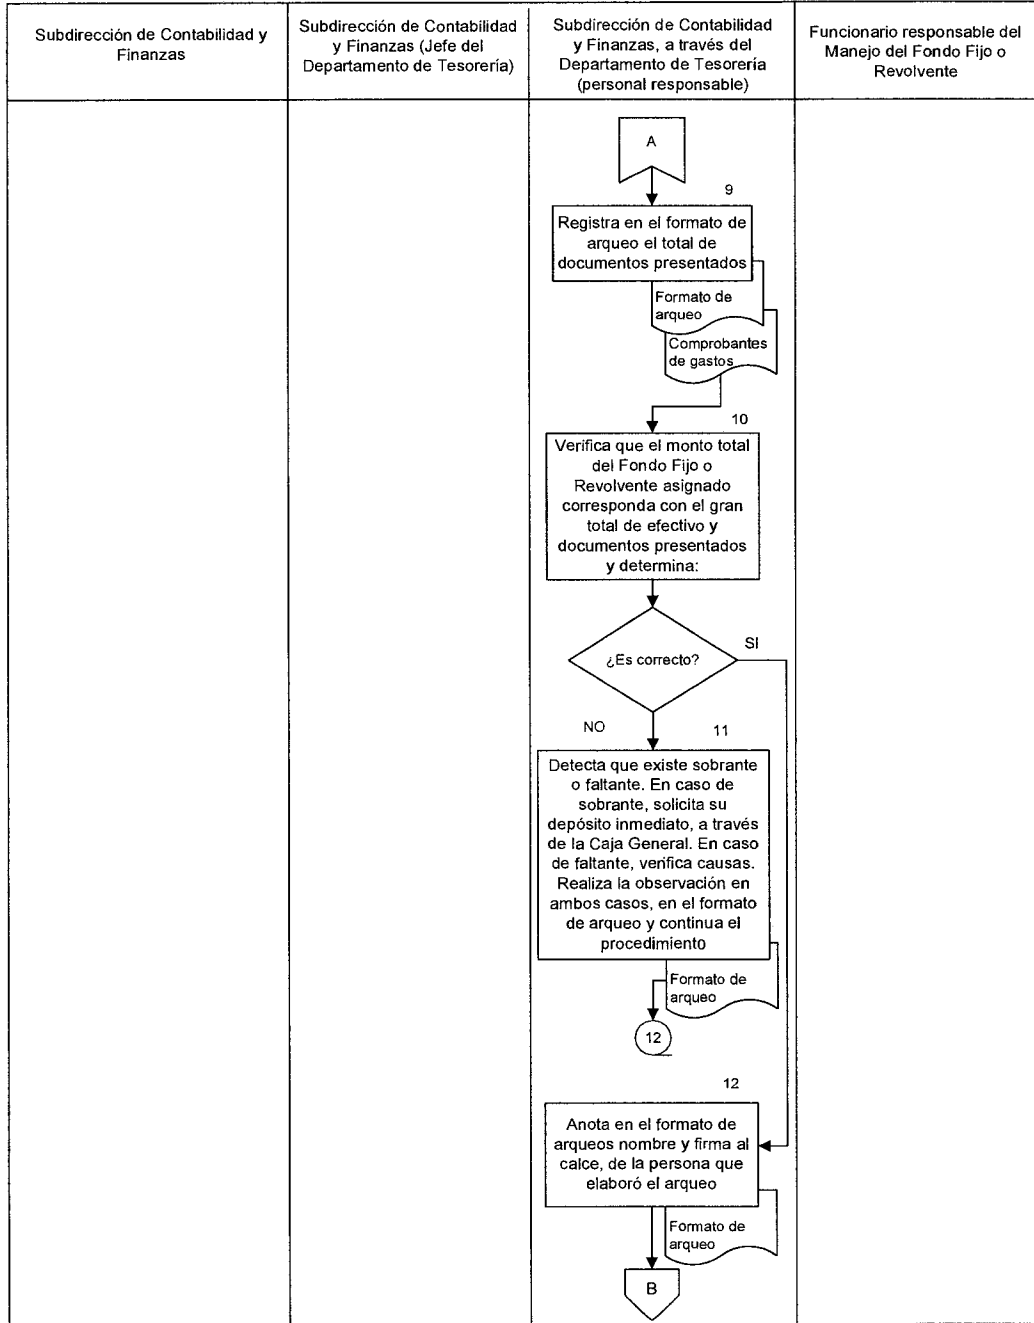 Subdirección de Contabilidad y
Finanzas
Subdirección de Contabilidad
y Finanzas (Jefe del
Departamento de Tesorería)
Subdirección de Contabilidad
y Finanzas, a través del
Departamento de Tesorería
(personal responsable)
Funcionario responsable del
Manejo del Fondo Fijo o
Revolvente
A
9
Registra en el formato de
arqueo el total de
documentos presentados
Formato de
arqueo
Comprobantes
de gastos
10
Verifica que el monto total
del Fondo Fijo o
Revolvente asignado
corresponda con el gran
total de efectivo y
documentos presentados
y determina:
¿Es correcto?
SI
NO
11
Detecta que existe sobrante
o faltante. En caso de
sobrante, solicita su
depósito inmediato, a través
de la Caja General. En caso
de faltante, verifica causas.
Realiza la observación en
ambos casos, en el formato
de arqueo y continua el
procedimiento
Formato de
arqueo
12
12
Anota en el formato de
arqueos nombre y firma al
calce, de la persona que
elaboró el arqueo
Formato de
arqueo
B